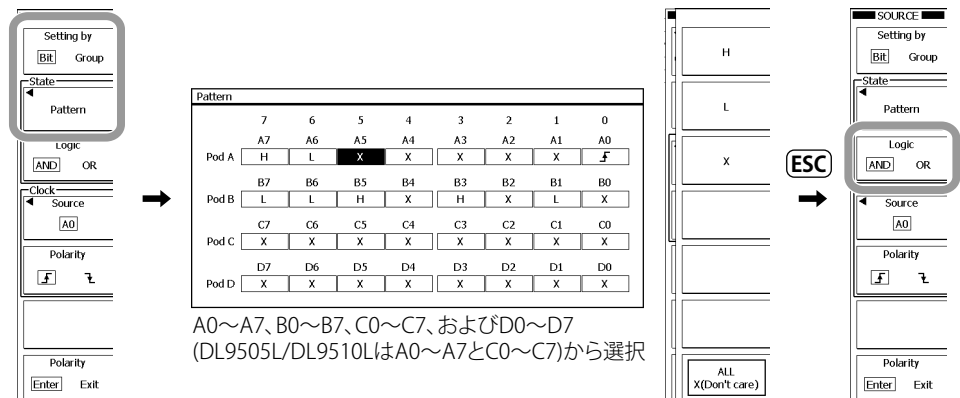 Setting by
Bit Group
State
Pattern
Logic
AND OR
Clock
Source
A0
Polarity
Polarity
Enter Exit
Pattern
7 6 5 4 3 2 1 0
A7 A6 A5 A4 A3 A2 A1 A0
Pod A H L X X X X X
B7 B6 B5 B4 B3 B2 B1 B0
Pod B L L H X H X L X
C7 C6 C5 C4 C3 C2 C1 C0
Pod C X X X X X X X X
D7 D6 D5 D4 D3 D2 D1 D0
Pod D X X X X X X X X
A0～A7、B0～B7、C0～C7、およびD0～D7
(DL9505L/DL9510LはA0～A7とC0～C7)から選択
H
L
X
ALL
X(Don't care)
ESC
SOURCE
Setting by
Bit Group
State
Pattern
Logic
AND OR
Source
A0
Polarity
Polarity
Enter Exit